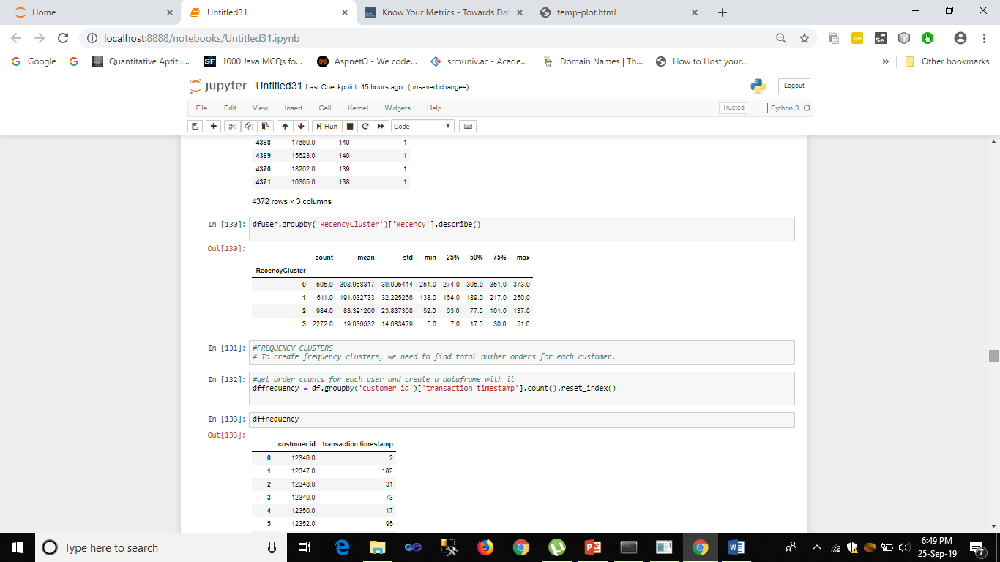 Home
Untitled31
Know Your Metrics - Towards Dat
temp-plot.html
localhost:8888/notebooks/Untitled31.ipynb
Google
Quantitative Aptitu...
1000 Java MCQs fo...
AspnetO - We code...
srmuniv.ac - Acade...
Domain Names | Th...
How to Host your...
»
Other bookmarks
jupyter Untitled31 Last Checkpoint: 15 hours ago (unsaved changes)
Logout
File Edit View Insert Cell Kernel Widgets Help
Trusted
Python 3
Run
Code
4368 17660.0 140 1
4369 15623.0 140 1
4370 18262.0 139 1
4371 16305.0 138 1
4372 rows × 3 columns
In [130]: dfuser.groupby('RecencyCluster')['Recency'].describe()
Out[130]:
count mean std min 25% 50% 75% max
RecencyCluster
0 505.0 308.968317 39.095414 251.0 274.0 305.0 351.0 373.0
1 611.0 191.032733 32.225266 138.0 164.0 189.0 217.0 250.0
2 984.0 83.391260 23.837368 52.0 63.0 77.0 101.0 137.0
3 2272.0 19.036532 14.683479 0.0 7.0 17.0 30.0 51.0
In [131]: #FREQUENCY CLUSTERS
# To create frequency clusters, we need to find total number orders for each customer.
In [132]: #get order counts for each user and create a dataframe with it
dffrequency = df.groupby('customer id')['transaction timestamp'].count().reset_index()
In [133]: dffrequency
Out[133]:
customer id transaction timestamp
0 12346.0 2
1 12347.0 182
2 12348.0 31
3 12349.0 73
4 12350.0 17
5 12352.0 95
Type here to search
6:49 PM
25-Sep-19
7